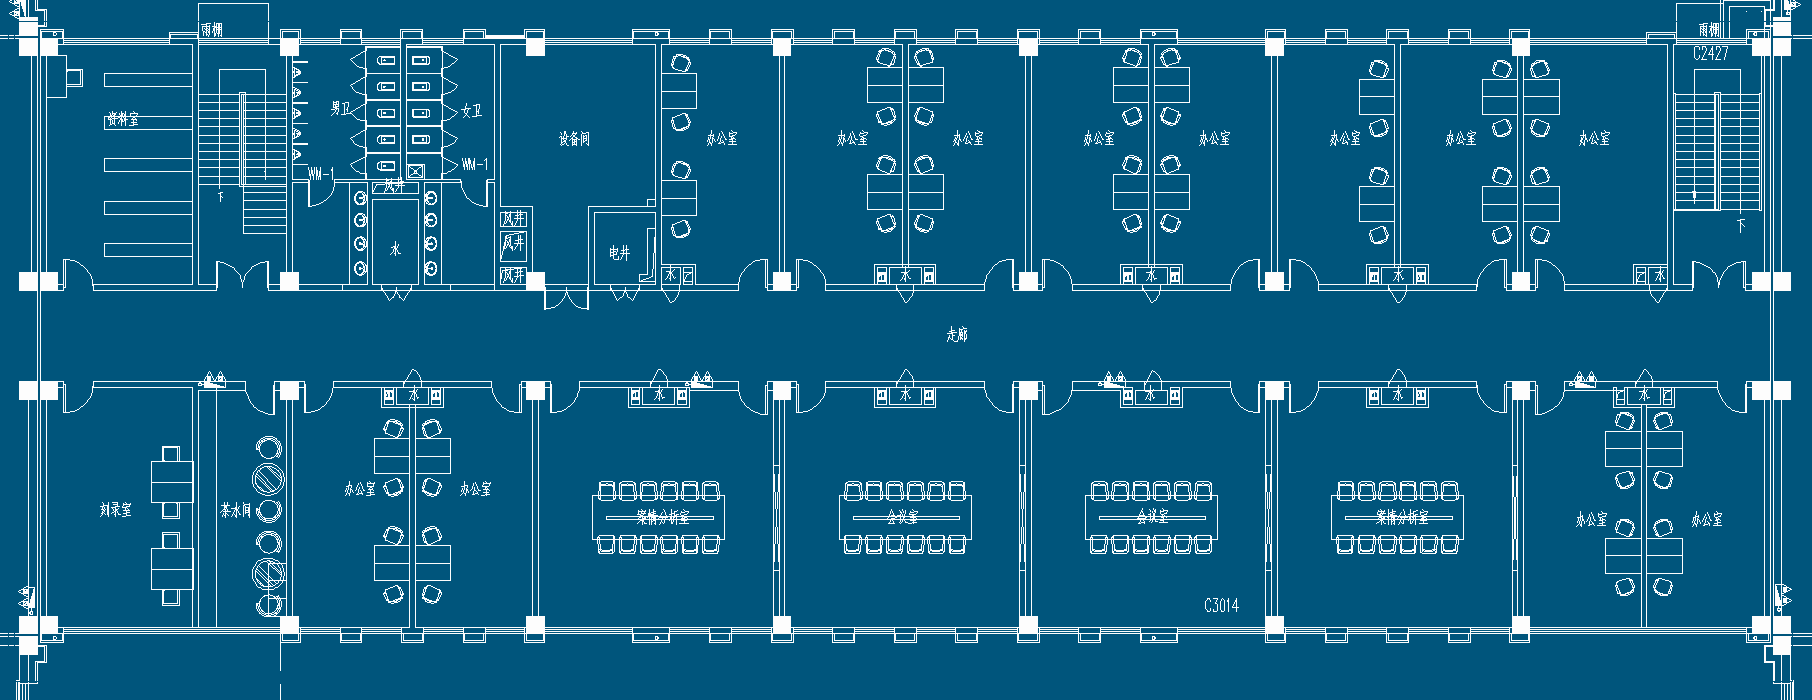 雨棚
雨棚
C2427
资料室
男卫
女卫
设备间
办公室
办公室
办公室
办公室
办公室
办公室
办公室
办公室
WM-1
WM-1
风井
下
风井
风井
风井
水
电井
下
水
水
水
水
水
走廊
水
水
水
水
水
水
刻录室
茶水间
办公室
办公室
案情分析室
会议室
会议室
案情分析室
办公室
办公室
C3014